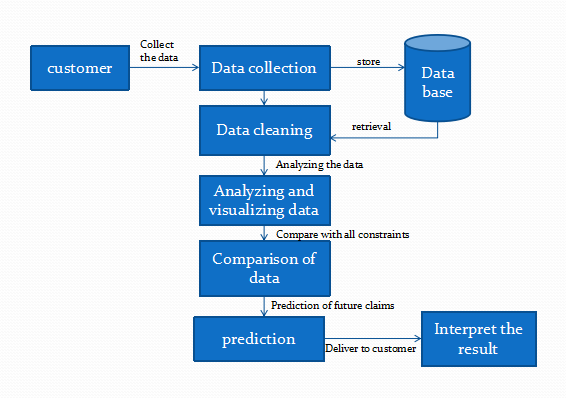 Collect
the data
customer
Data collection
store
Data
base
Data cleaning
retrieval
Analyzing the data
Analyzing and
visualizing data
Compare with all constraints
Comparison of
data
Prediction of future claims
prediction
Deliver to customer
Interpret the
result